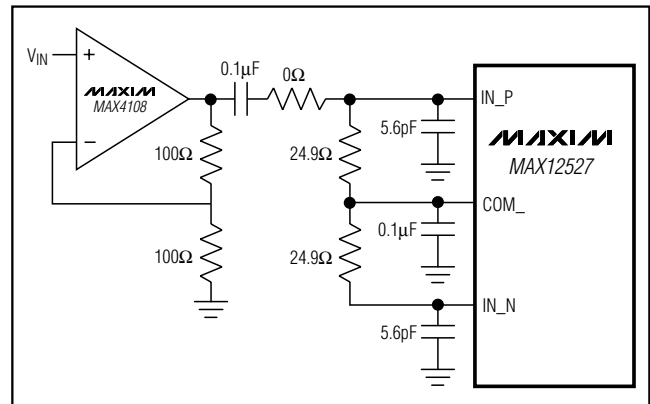 VIN
+
MAXIM
MAX4108
−
0.1µF
0Ω
100Ω
100Ω
24.9Ω
24.9Ω
5.6pF
0.1µF
5.6pF
IN_P
MAXIM
MAX12527
COM_
IN_N